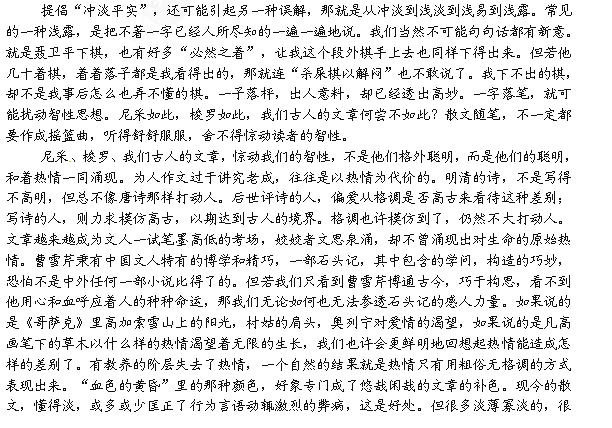 提倡“冲淡平实”，还可能引起另一种误解，那就是从冲淡到浅淡到浅易到浅露。常见
的一种浅露，是把不着一字已经人所尽知的一遍一遍地说。我们当然不可能句句话都有新意。
就是聂卫平下棋，也有好多“必然之着”，让我这个段外棋手上去也同样下得出来。但若他
几十着棋，着着落子都是我看得出的，那就连“杀屎棋以解闷”也不敢说了。我下不出的棋，
却不是我事后怎么也弄不懂的棋。一子落枰，出人意料，却已经透出高妙。一字落笔，就可
能扰动智性思想。尼采如此，梭罗如此，我们古人的文章何尝不如此？散文随笔，不一定都
要作成摇篮曲，听得舒舒服服，舍不得惊动读者的智性。
尼采、梭罗、我们古人的文章，惊动我们的智性，不是他们格外聪明，而是他们的聪明，
和着热情一同涌现。为人作文过于讲究老成，往往是以热情为代价的。明清的诗，不是写得
不高明，但总不像唐诗那样打动人。后世评诗的人，偏爱从格调是否高古来看待这种差别；
写诗的人，则力求模仿高古，以期达到古人的境界。格调也许模仿到了，仍然不大打动人。
文章越来越成为文人一试笔墨高低的考场，姣姣者文思泉涌，却不曾涌现出对生命的原始热
情。曹雪芹秉有中国文人特有的博学和精巧，一部石头记，其中包含的学问，构造的巧妙，
恐怕不是中外任何一部小说比得了的。但若我们只看到曹雪芹博通古今，巧于构思，看不到
他用心和血呼应着人的种种命运，那我们无论如何也无法参透石头记的感人力量。如果说的
是《哥萨克》里高加索雪山上的阳光，村姑的肩头，奥列宁对爱情的渴望，如果说的是凡高
画笔下的草木以什么样的热情渴望着无限的生长，我们也许会更鲜明地回想起热情能造成怎
样的差别了。有教养的阶层失去了热情，一个自然的结果就是热情只有用粗俗无格调的方式
表现出来。“血色的黄昏”里的那种颜色，好象专门成了悠哉闲哉的文章的补色。现今的散
文，懂得淡，或多或少匡正了行为言语动辄激烈的弊病，这是好处。但很多淡薄寡淡的，很